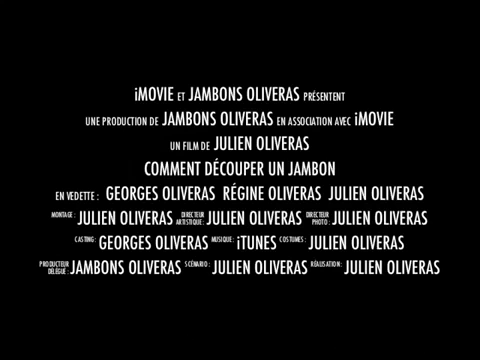 iMOVIE ET JAMBONS OLIVERAS PRÉSENTENT
UNE PRODUCTION DE JAMBONS OLIVERAS EN ASSOCIATION AVEC iMOVIE
UN FILM DE JULIEN OLIVERAS
COMMENT DÉCOUPER UN JAMBON
EN VEDETTE : GEORGES OLIVERAS RÉGINE OLIVERAS JULIEN OLIVERAS
MONTAGE : JULIEN OLIVERAS DIRECTEUR ARTISTIQUE : JULIEN OLIVERAS DIRECTEUR PHOTO : JULIEN OLIVERAS
CASTING : GEORGES OLIVERAS MUSIQUE : iTUNES COSTUMES : JULIEN OLIVERAS
PRODUCTEUR DÉLÉGUÉ : JAMBONS OLIVERAS SCÉNARIO : JULIEN OLIVERAS RÉALISATION : JULIEN OLIVERAS